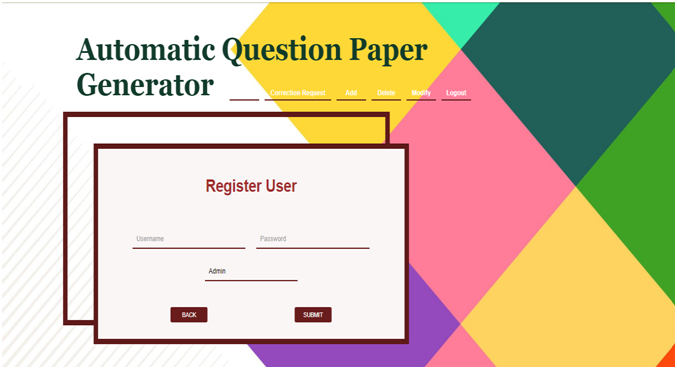 Automatic Question Paper
Generator
Correction Request Add Delete Modify Logout
Register User
Username Password
Admin
BACK SUBMIT